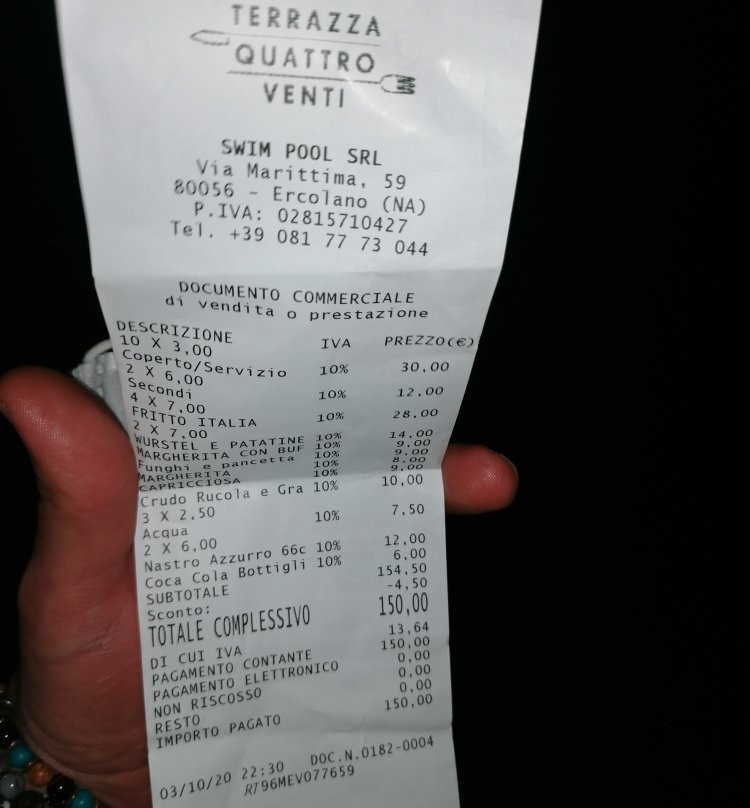 TERRAZZA
QUATTRO
VENTI
SWIM POOL SRL
Via Marittima, 59
80056 - Ercolano (NA)
P.IVA: 02815710427
Tel. +39 081 77 73 044
DOCUMENTO COMMERCIALE
di vendita o prestazione
DESCRIZIONE IVA PREZZO(€)
10 X 3,00
Coperto/Servizio 10% 30,00
2 X 6,00
Secondi 10% 12,00
4 X 7,00
FRITTO ITALIA 10% 28,00
2 X 7,00
WURSTEL E PATATINE 10% 14,00
MARGHERITA CON BUF 10% 9,00
Funghi e pancetta 10% 9,00
MARGHERITA 10% 8,00
CAPRICCIOSA 10% 9,00
Crudo Rucola e Gra 10% 10,00
3 X 2,50
Acqua 10% 7,50
2 X 6,00
Nastro Azzurro 66c 10% 12,00
Coca Cola Bottigli 10% 6,00
SUBTOTALE 154,50
Sconto: -4,50
TOTALE COMPLESSIVO 150,00
DI CUI IVA 13,64
PAGAMENTO CONTANTE 150,00
PAGAMENTO ELETTRONICO 0,00
NON RISCOSSO 0,00
RESTO 0,00
IMPORTO PAGATO 150,00
03/10/20 22:30 DOC.N.0182-0004
RT96MEV077659